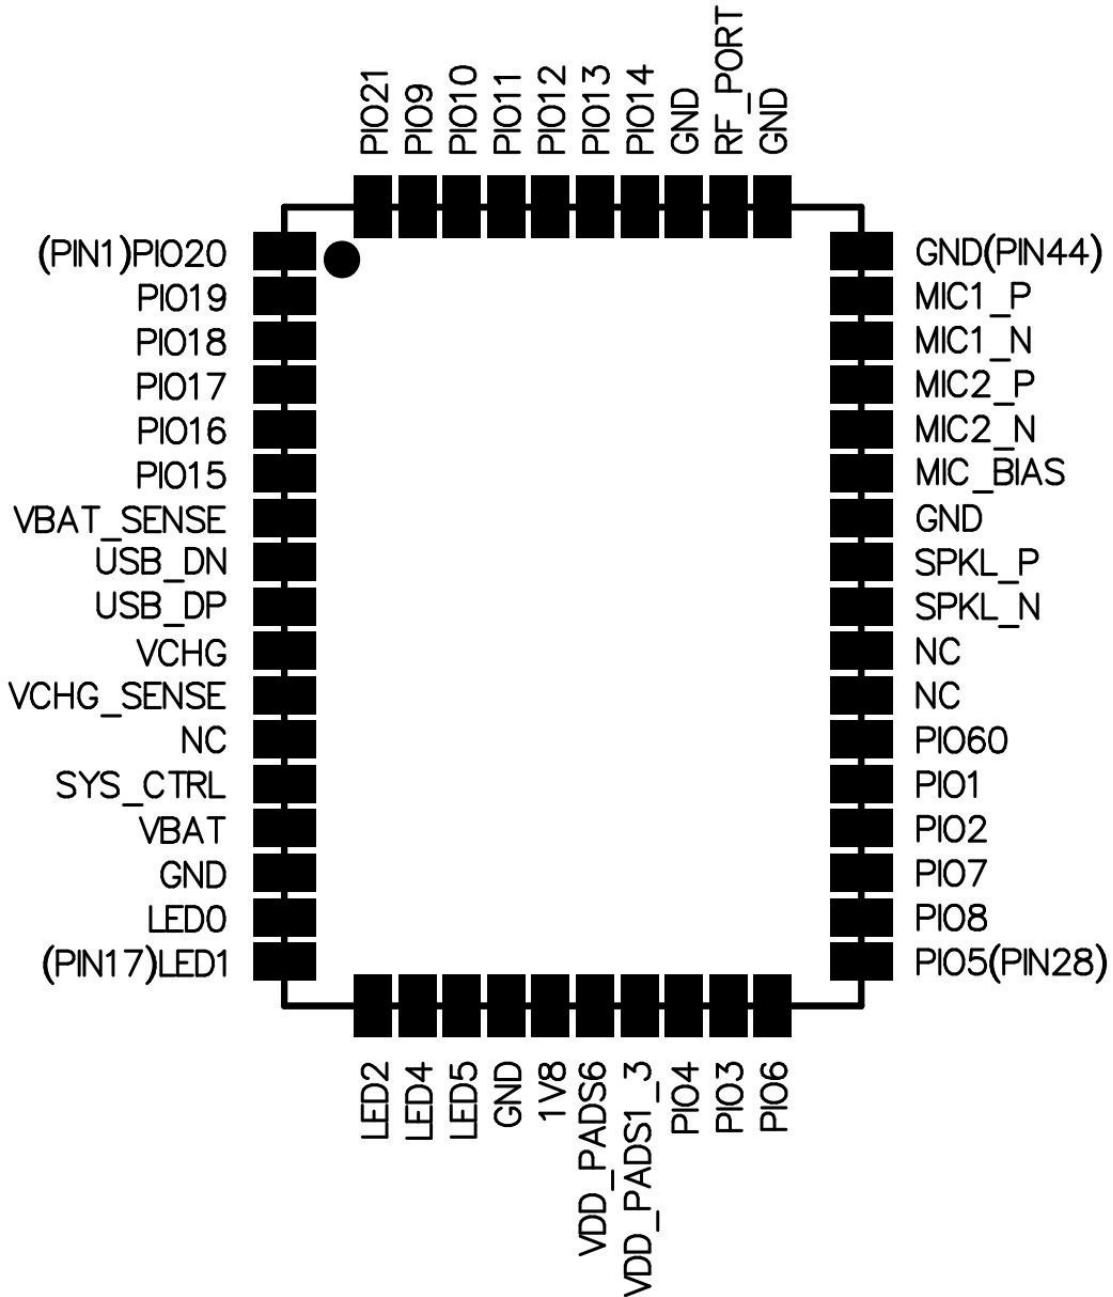 PIO21
PIO9
PIO10
PIO11
PIO12
PIO13
PIO14
GND
RF_PORT
GND
(PIN1)PIO20
PIO19
PIO18
PIO17
PIO16
PIO15
VBAT_SENSE
USB_DN
USB_DP
VCHG
VCHG_SENSE
NC
SYS_CTRL
VBAT
GND
LED0
(PIN17)LED1
GND(PIN44)
MIC1_P
MIC1_N
MIC2_P
MIC2_N
MIC_BIAS
GND
SPKL_P
SPKL_N
NC
NC
PIO60
PIO1
PIO2
PIO7
PIO8
PIO5(PIN28)
LED2
LED4
LED5
GND
1V8
VDD_PADS6
VDD_PADS1_3
PIO4
PIO3
PIO6